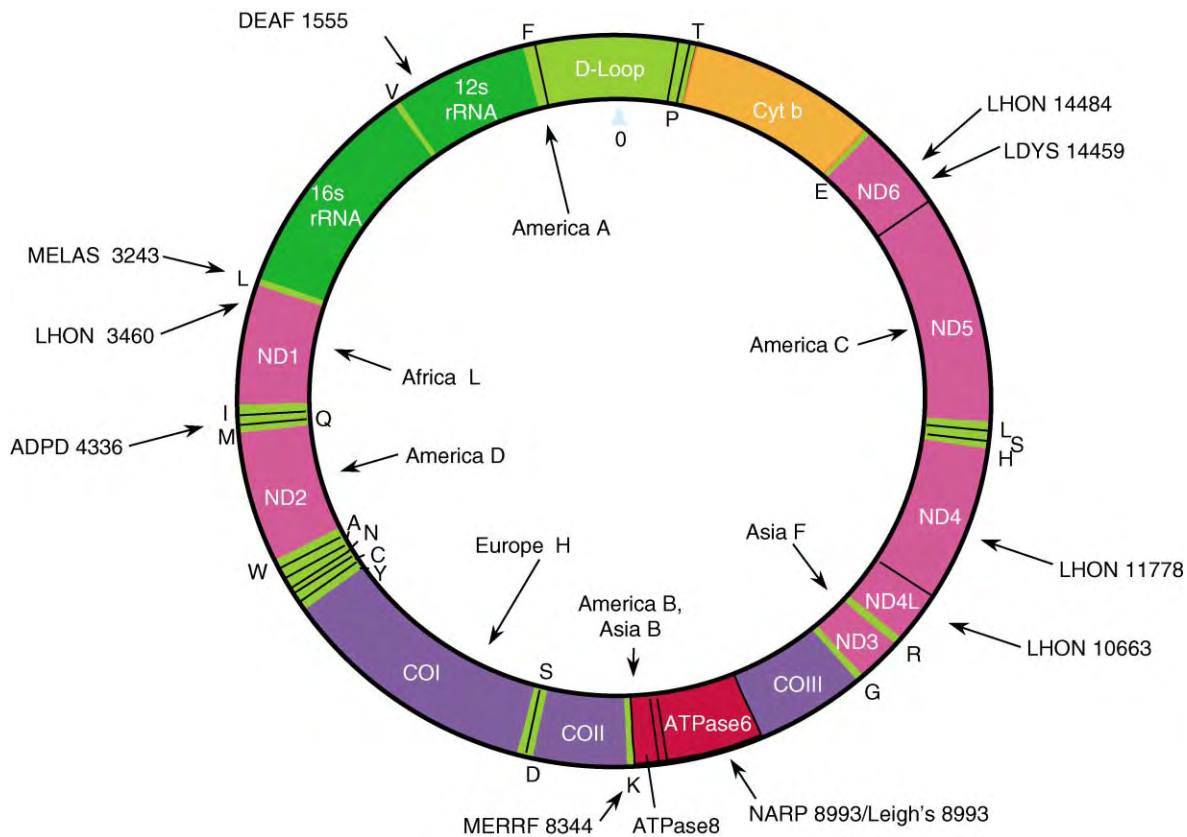 DEAF 1555
F
T
D-Loop
V
12s
rRNA
P
0
Cyt b
LHON 14484
LDYS 14459
E
ND6
16s
rRNA
America A
MELAS 3243
L
LHON 3460
ND1
Africa L
America C
ND5
I
Q
M
ADPD 4336
L
S
H
America D
ND2
ND4
A
N
C
Y
W
Europe H
Asia F
LHON 11778
America B,
Asia B
ND4L
ND3
R
LHON 10663
G
COI
S
COIII
COII
ATPase6
D
K
MERRF 8344
ATPase8
NARP 8993/Leigh's 8993